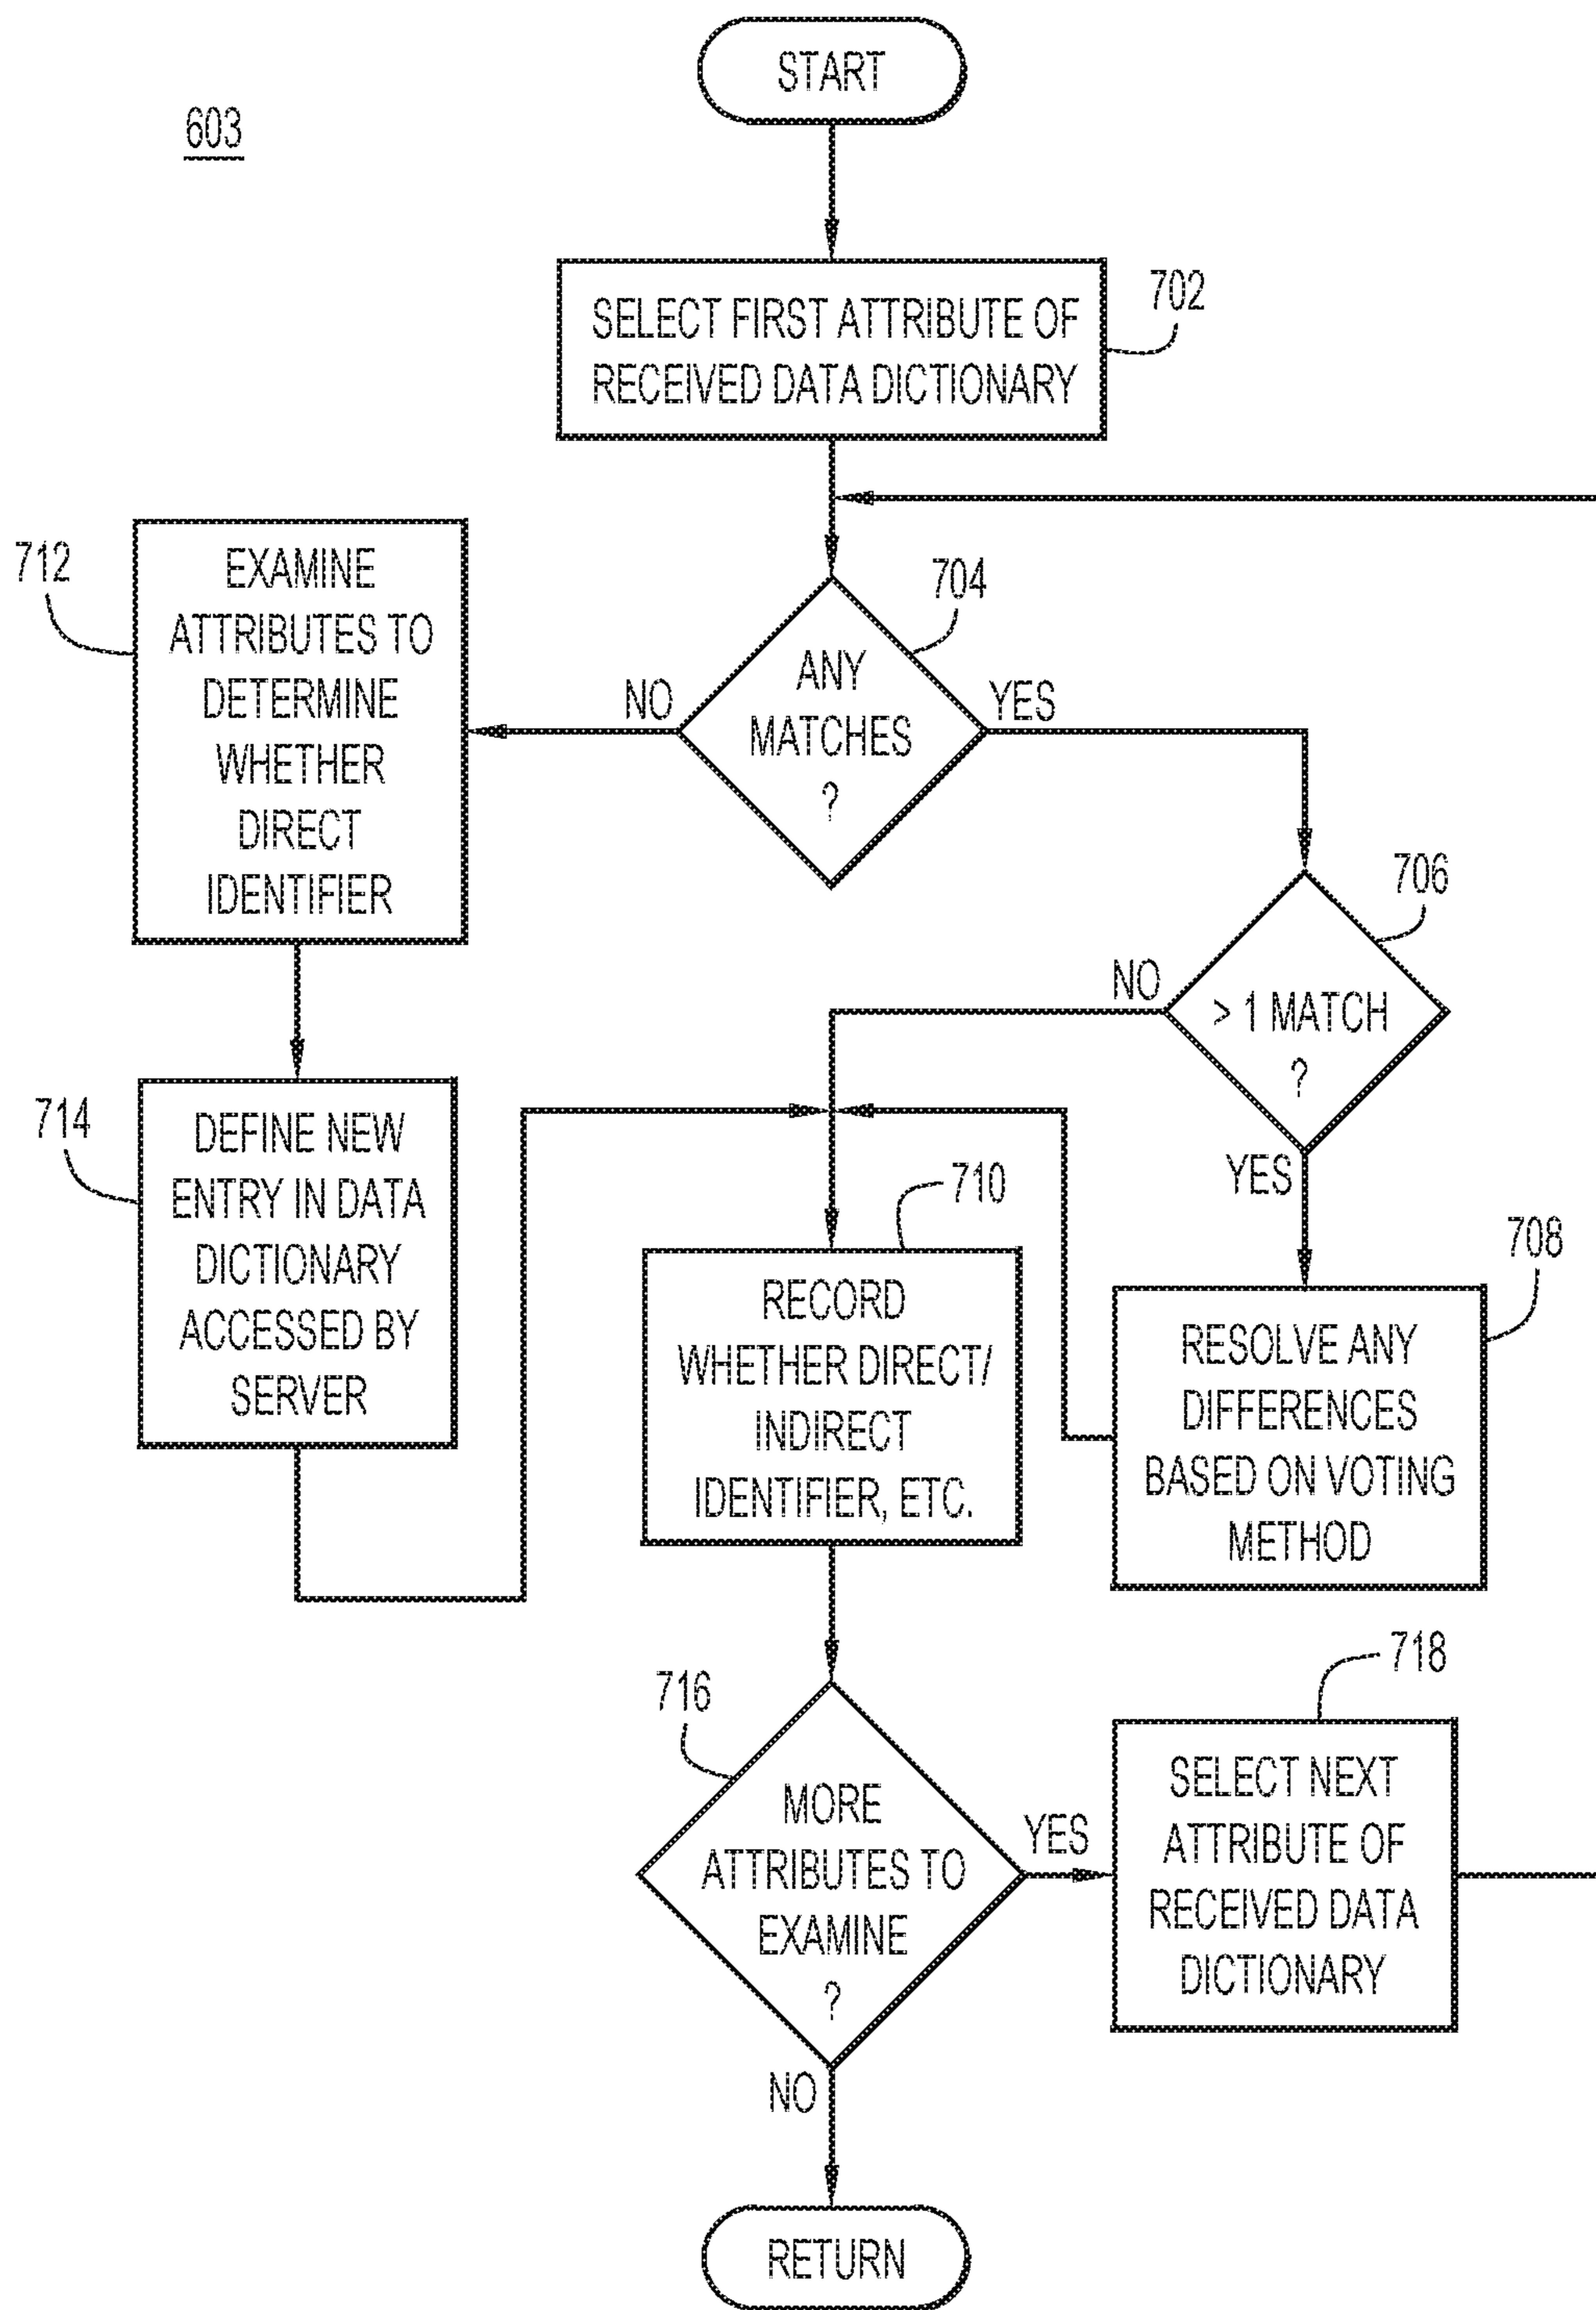 START
603
SELECT FIRST ATTRIBUTE OF
RECEIVED DATA DICTIONARY
702
712
EXAMINE
ATTRIBUTES TO
DETERMINE
WHETHER
DIRECT
IDENTIFIER
704
ANY
MATCHES
?
NO
YES
706
> 1 MATCH
?
NO
YES
714
DEFINE NEW
ENTRY IN DATA
DICTIONARY
ACCESSED BY
SERVER
710
RECORD
WHETHER DIRECT/
INDIRECT
IDENTIFIER, ETC.
708
RESOLVE ANY
DIFFERENCES
BASED ON VOTING
METHOD
716
MORE
ATTRIBUTES TO
EXAMINE
?
YES
NO
718
SELECT NEXT
ATTRIBUTE OF
RECEIVED DATA
DICTIONARY
RETURN